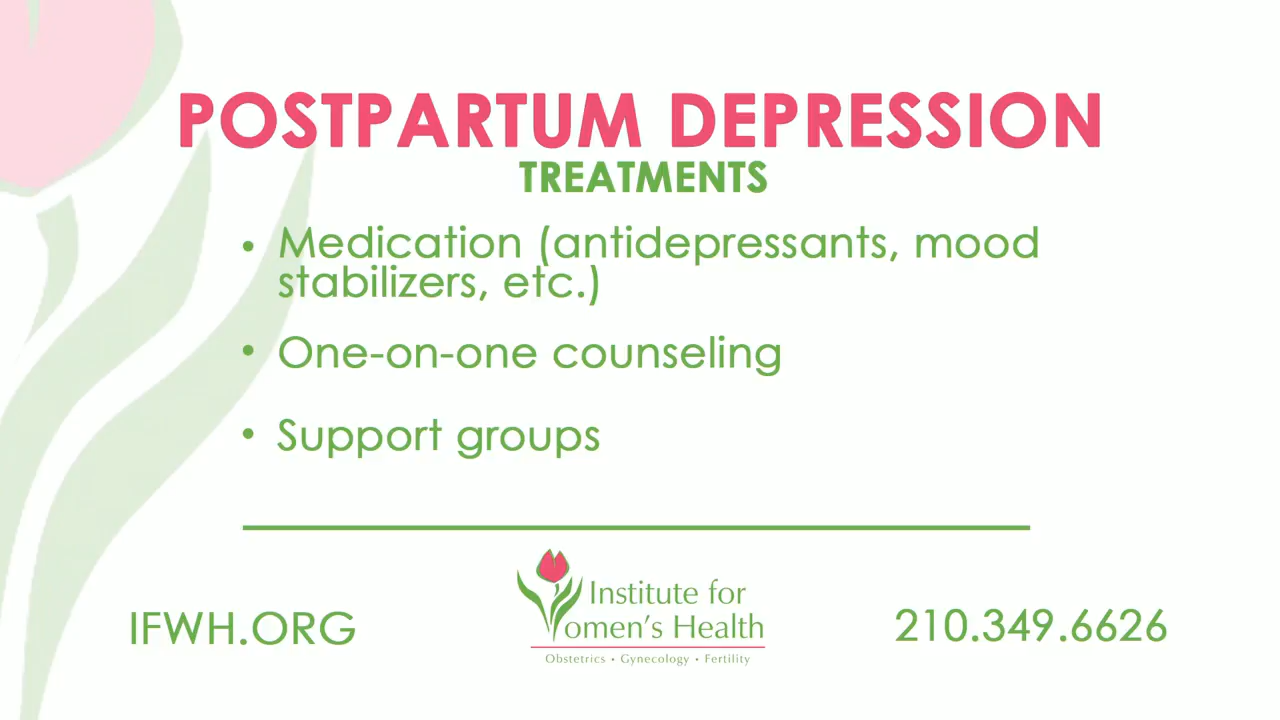 POSTPARTUM DEPRESSION
TREATMENTS
• Medication (antidepressants, mood
stabilizers, etc.)
• One-on-one counseling
• Support groups
IFWH.ORG
Institute for
Women's Health
Obstetrics • Gynecology • Fertility
210.349.6626